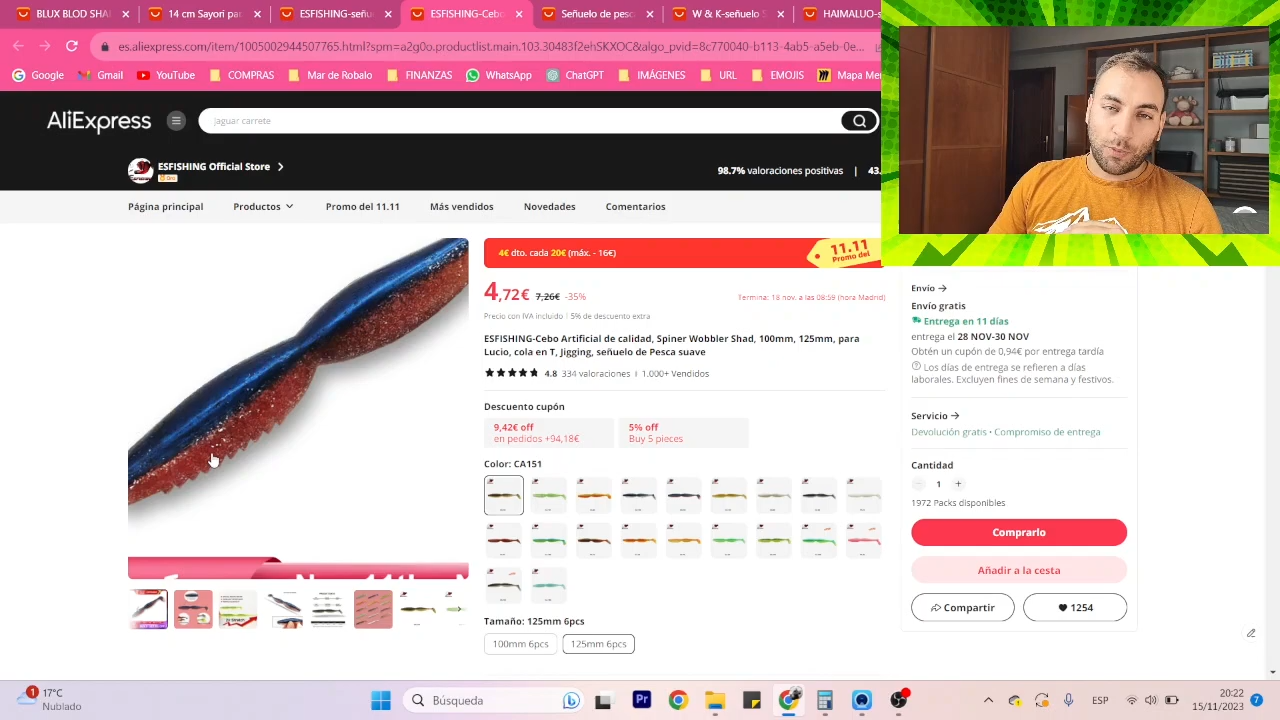 BLUX BLOD SHA
14 cm Sayori par
ESFISHING-señu
ESFISHING-Cebo
Señuelo de pesc
W & K-señuelo S
HAIMALUO-
es.aliexpress.com/item/1005002944507765.html?spm=a2g0o.productlist.main.103.30483f2ehSKXOC&algo_pvid=8c770040-b113-4ab5-a5eb-0e...
Google
Gmail
YouTube
COMPRAS
Mar de Robalo
FINANZAS
WhatsApp
ChatGPT
IMÁGENES
URL
EMOJIS
Mapa Me
AliExpress
jaguar carrete
ESFISHING Official Store
Oro
98.7% valoraciones positivas | 43.
Página principal
Productos
Promo del 11.11
Más vendidos
Novedades
Comentarios
4€ dto. cada 20€ (máx. - 16€)
11.11
Promo del
4,72€ 7,26€ -35%
Termina: 18 nov. a las 08:59 (hora Madrid)
Precio con IVA incluido | 5% de descuento extra
ESFISHING-Cebo Artificial de calidad, Spiner Wobbler Shad, 100mm, 125mm, para
Lucio, cola en T, Jigging, señuelo de Pesca suave
4.8 334 valoraciones | 1.000+ Vendidos
Descuento cupón
9,42€ off
en pedidos +94,18€
5% off
Buy 5 pieces
Color: CA151
Tamaño: 125mm 6pcs
100mm 6pcs
125mm 6pcs
Envío
Envío gratis
Entrega en 11 días
entrega el 28 NOV-30 NOV
Obtén un cupón de 0,94€ por entrega tardía
Los días de entrega se refieren a días
laborales. Excluyen fines de semana y festivos.
Servicio
Devolución gratis • Compromiso de entrega
Cantidad
− 1 +
1972 Packs disponibles
Comprarlo
Añadir a la cesta
Compartir
1254
1
17°C
Nublado
Búsqueda
Pr
ESP
20:22
15/11/2023
7